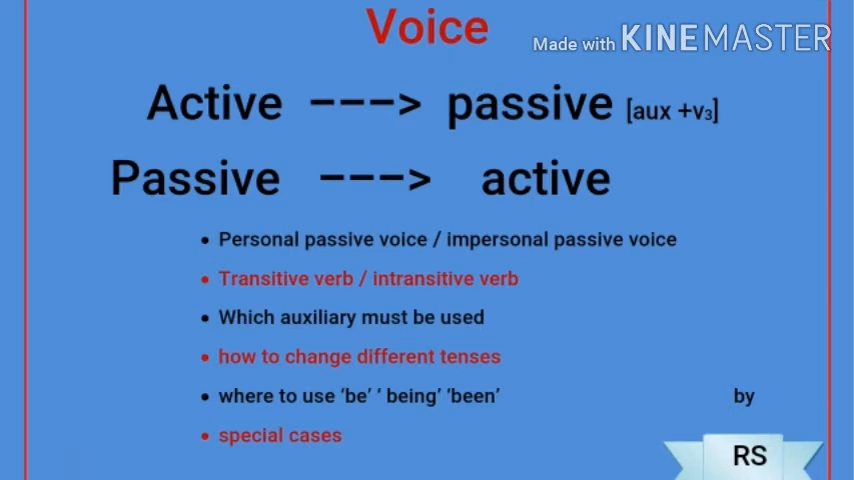 Voice
Made with KINEMASTER
Active ---> passive [aux +v3]
Passive ---> active
• Personal passive voice / impersonal passive voice
• Transitive verb / intransitive verb
• Which auxiliary must be used
• how to change different tenses
• where to use ‘be’ ‘ being’ ‘been’
• special cases
by
RS